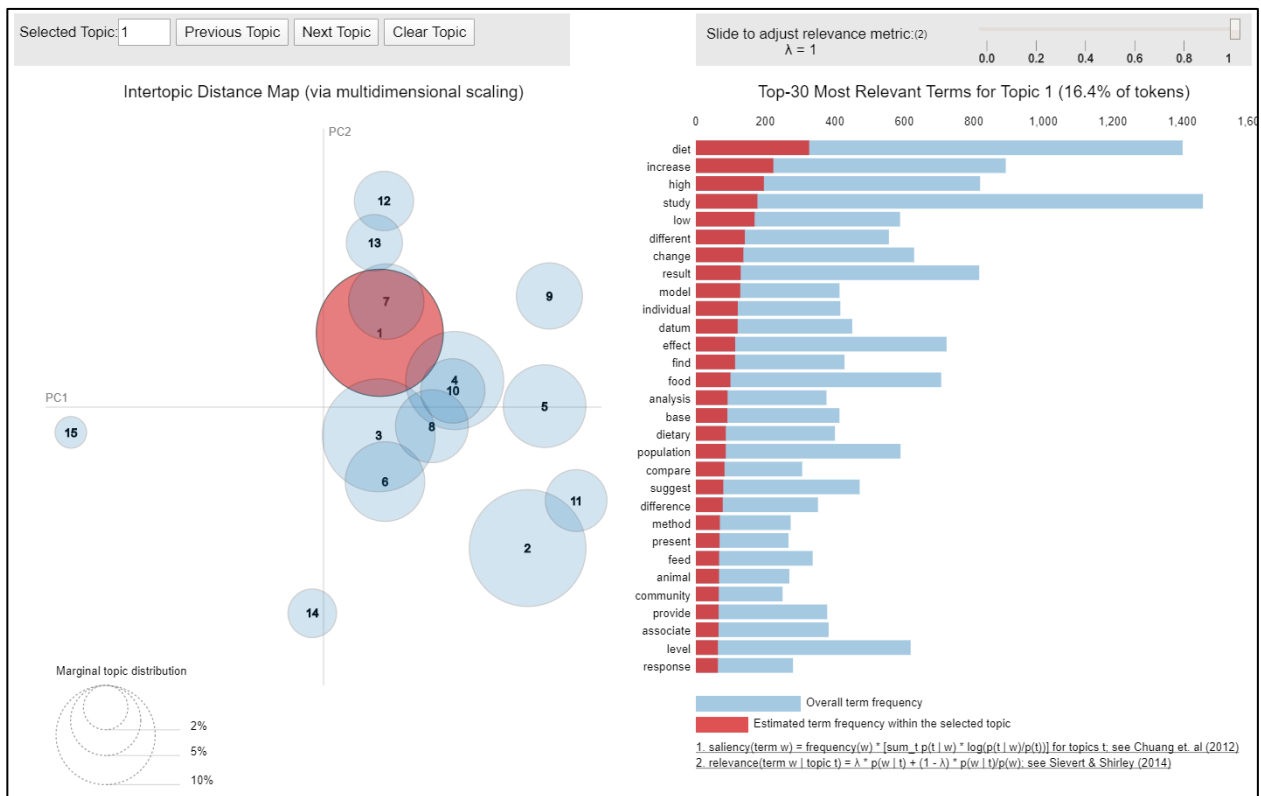 Selected Topic: 1 Previous Topic Next Topic Clear Topic
Slide to adjust relevance metric:(2)
λ = 1
0.0 0.2 0.4 0.6 0.8 1
Intertopic Distance Map (via multidimensional scaling)
PC2
PC1
12
13
7
1
9
4
10
5
8
3
15
6
11
2
14
Marginal topic distribution
2%
5%
10%
Top-30 Most Relevant Terms for Topic 1 (16.4% of tokens)
0 200 400 600 800 1,000 1,200 1,400 1,60
diet
increase
high
study
low
different
change
result
model
individual
datum
effect
find
food
analysis
base
dietary
population
compare
suggest
difference
method
present
feed
animal
community
provide
associate
level
response
Overall term frequency
Estimated term frequency within the selected topic
1. saliency(term w) = frequency(w) * [sum_t p(t | w) * log(p(t | w)/p(t))] for topics t; see Chuang et. al (2012)
2. relevance(term w | topic t) = λ * p(w | t) + (1 - λ) * p(w | t)/p(w); see Sievert & Shirley (2014)